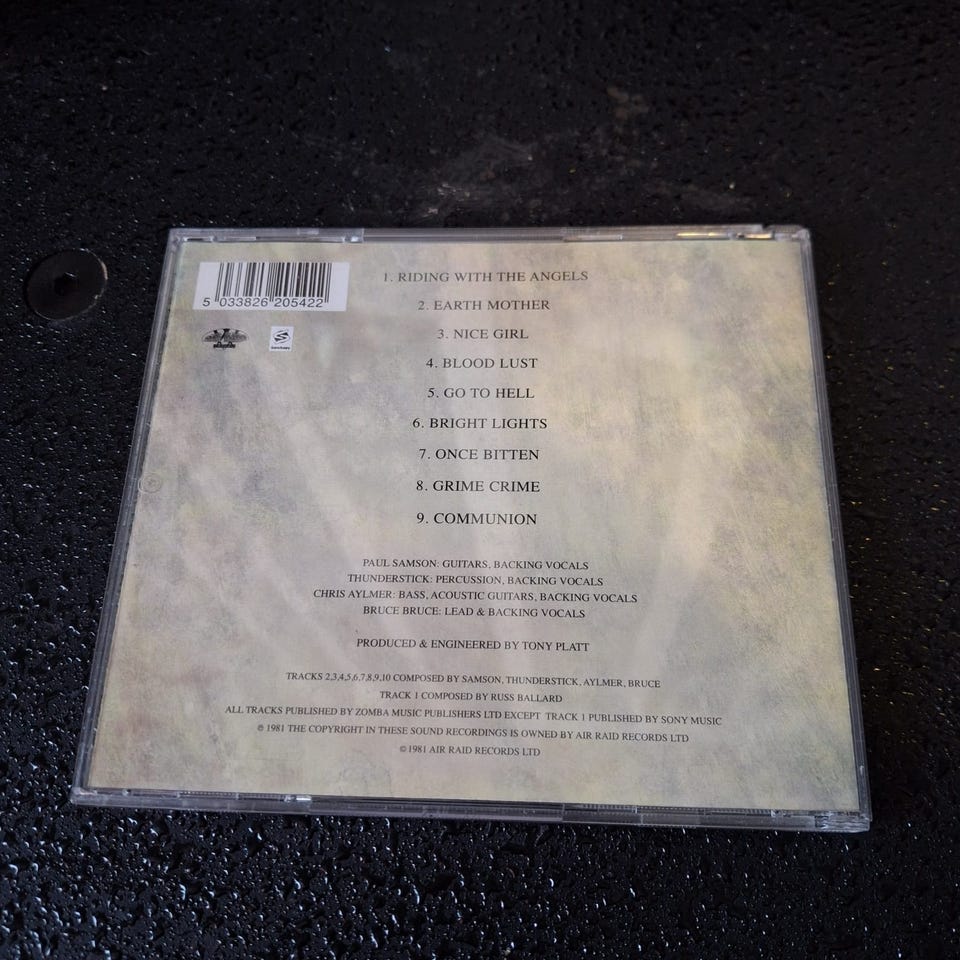 5 033826 205422
Sanctuary
1. RIDING WITH THE ANGELS
2. EARTH MOTHER
3. NICE GIRL
4. BLOOD LUST
5. GO TO HELL
6. BRIGHT LIGHTS
7. ONCE BITTEN
8. GRIME CRIME
9. COMMUNION
PAUL SAMSON: GUITARS, BACKING VOCALS
THUNDERSTICK: PERCUSSION, BACKING VOCALS
CHRIS AYLMER: BASS, ACOUSTIC GUITARS, BACKING VOCALS
BRUCE BRUCE: LEAD & BACKING VOCALS
PRODUCED & ENGINEERED BY TONY PLATT
TRACKS 2,3,4,5,6,7,8,9,10 COMPOSED BY SAMSON, THUNDERSTICK, AYLMER, BRUCE
TRACK 1 COMPOSED BY RUSS BALLARD
ALL TRACKS PUBLISHED BY ZOMBA MUSIC PUBLISHERS LTD EXCEPT TRACK 1 PUBLISHED BY SONY MUSIC
℗ 1981 THE COPYRIGHT IN THESE SOUND RECORDINGS IS OWNED BY AIR RAID RECORDS LTD
© 1981 AIR RAID RECORDS LTD